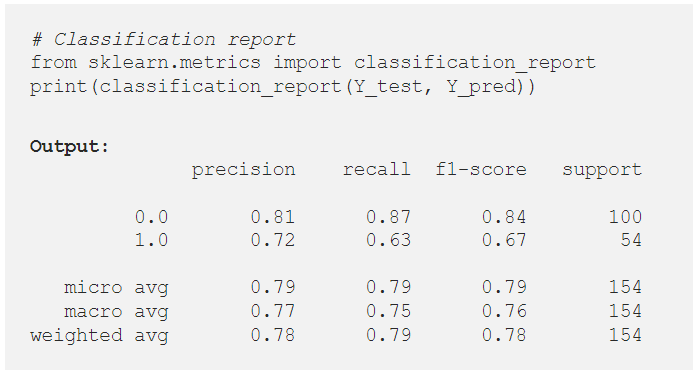 # Classification report
from sklearn.metrics import classification_report
print(classification_report(Y_test, Y_pred))
Output:
precision recall f1-score support
0.0 0.81 0.87 0.84 100
1.0 0.72 0.63 0.67 54
micro avg 0.79 0.79 0.79 154
macro avg 0.77 0.75 0.76 154
weighted avg 0.78 0.79 0.78 154